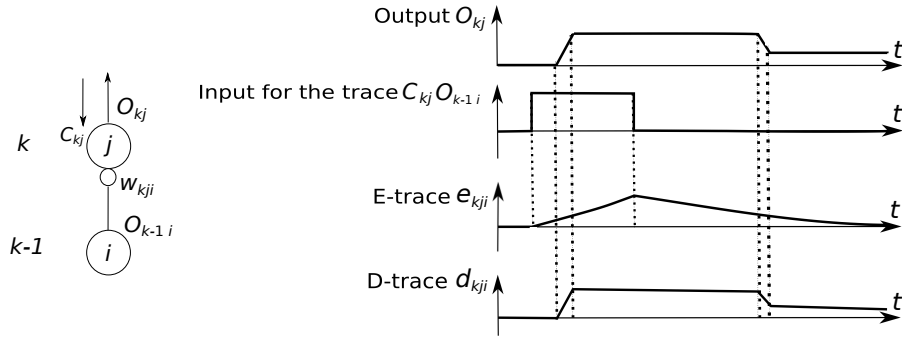 Output O_kj
t
Input for the trace C_kj O_k-1 i
t
E-trace e_kji
t
D-trace d_kji
t
O_kj
C_kj
k
j
w_kji
O_k-1 i
k-1
i